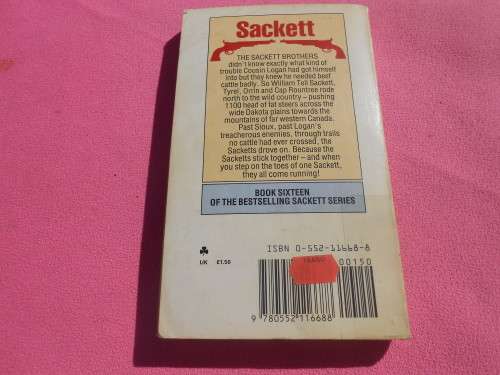 Sackett
THE SACKETT BROTHERS
didn't know exactly what kind of
trouble Cousin Logan had got himself
into but they knew he needed beef
cattle badly. So William Tell Sackett,
Tyrel, Orrin and Cap Rountree rode
north to the wild country – pushing
1100 head of fat steers across the
wide Dakota plains towards the
mountains of far western Canada.
Past Sioux, past Logan's
treacherous enemies, through trails
no cattle had ever crossed, the
Sacketts drove on. Because the
Sacketts stick together – and when
you step on the toes of one Sackett,
they all come running!
BOOK SIXTEEN
OF THE BESTSELLING SACKETT SERIES
ISBN 0-552-11668-8
UK £1.50
00150
9 780552 116688